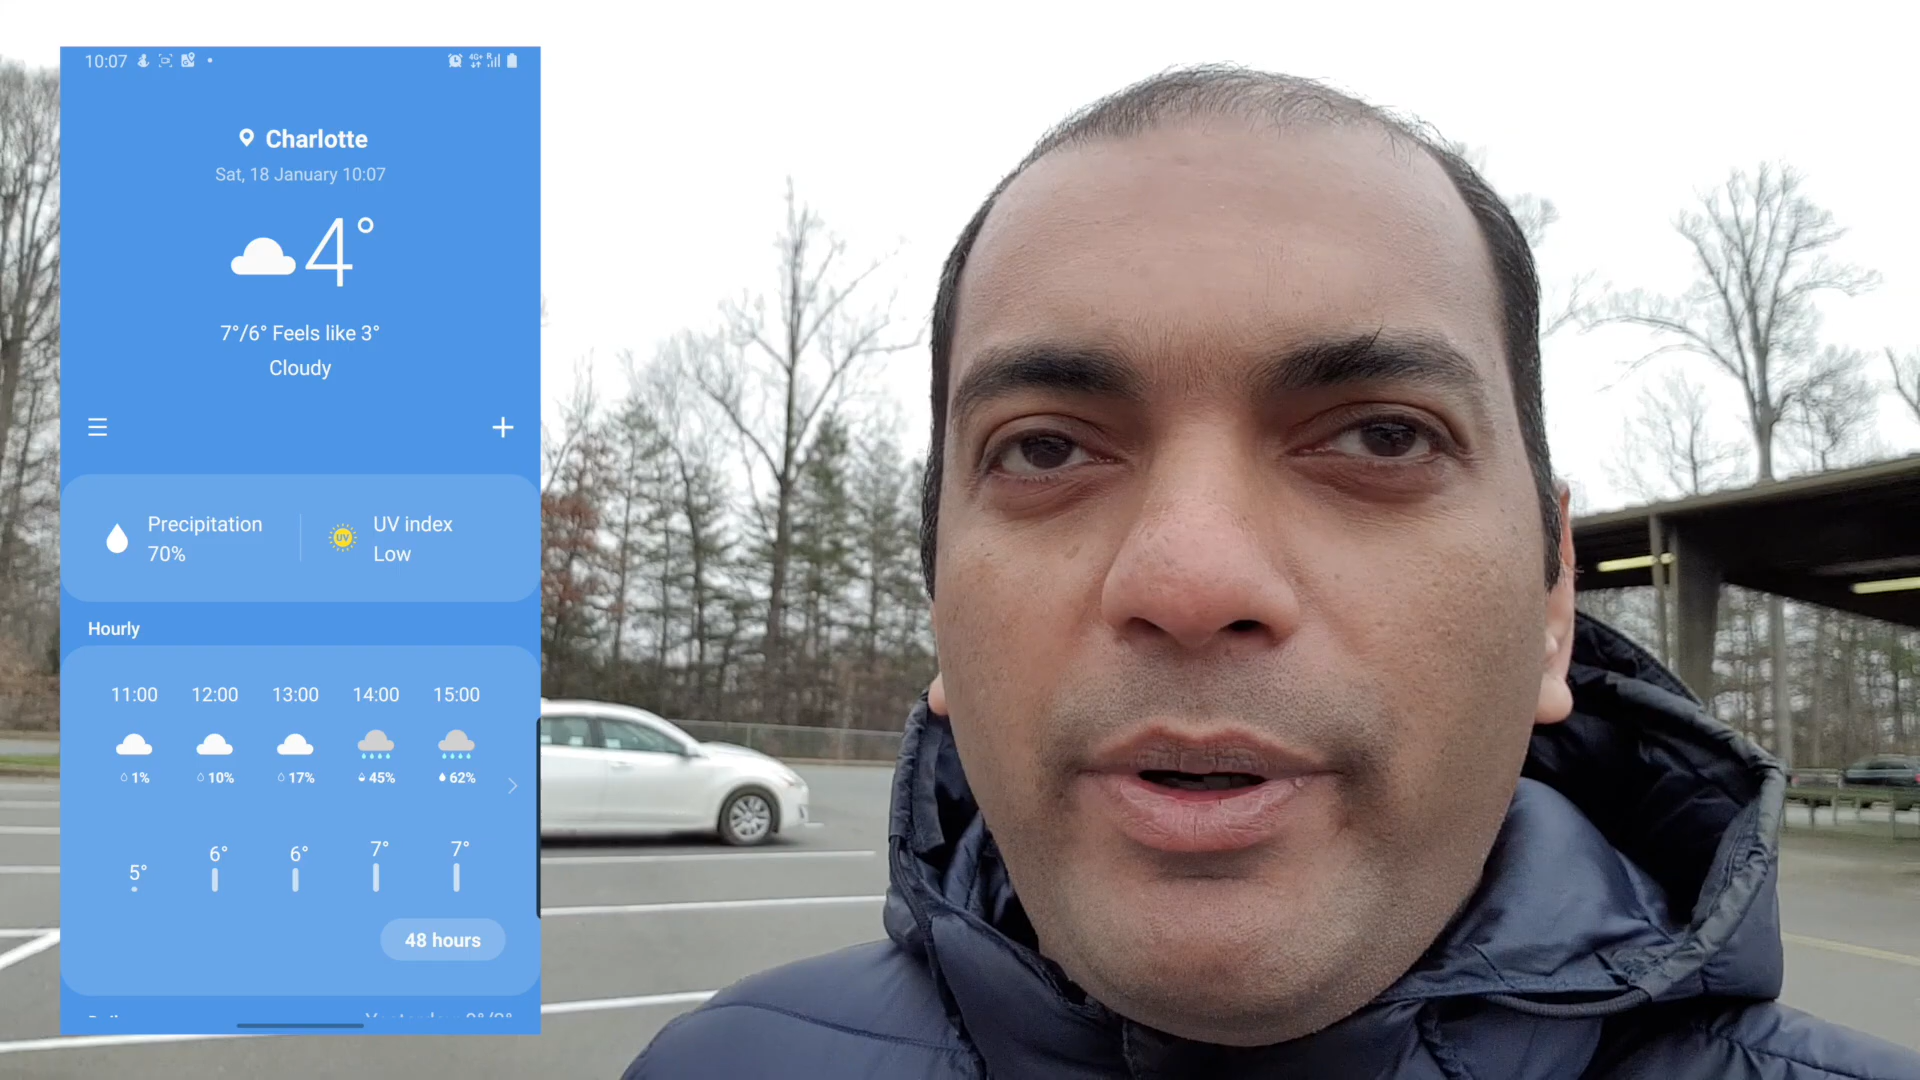 10:07
4G+ R
Charlotte
Sat, 18 January 10:07
4°
7°/6° Feels like 3°
Cloudy
Precipitation
70%
UV
UV index
Low
Hourly
11:00 12:00 13:00 14:00 15:00
1% 10% 17% 45% 62%
5° 6° 6° 7° 7°
48 hours